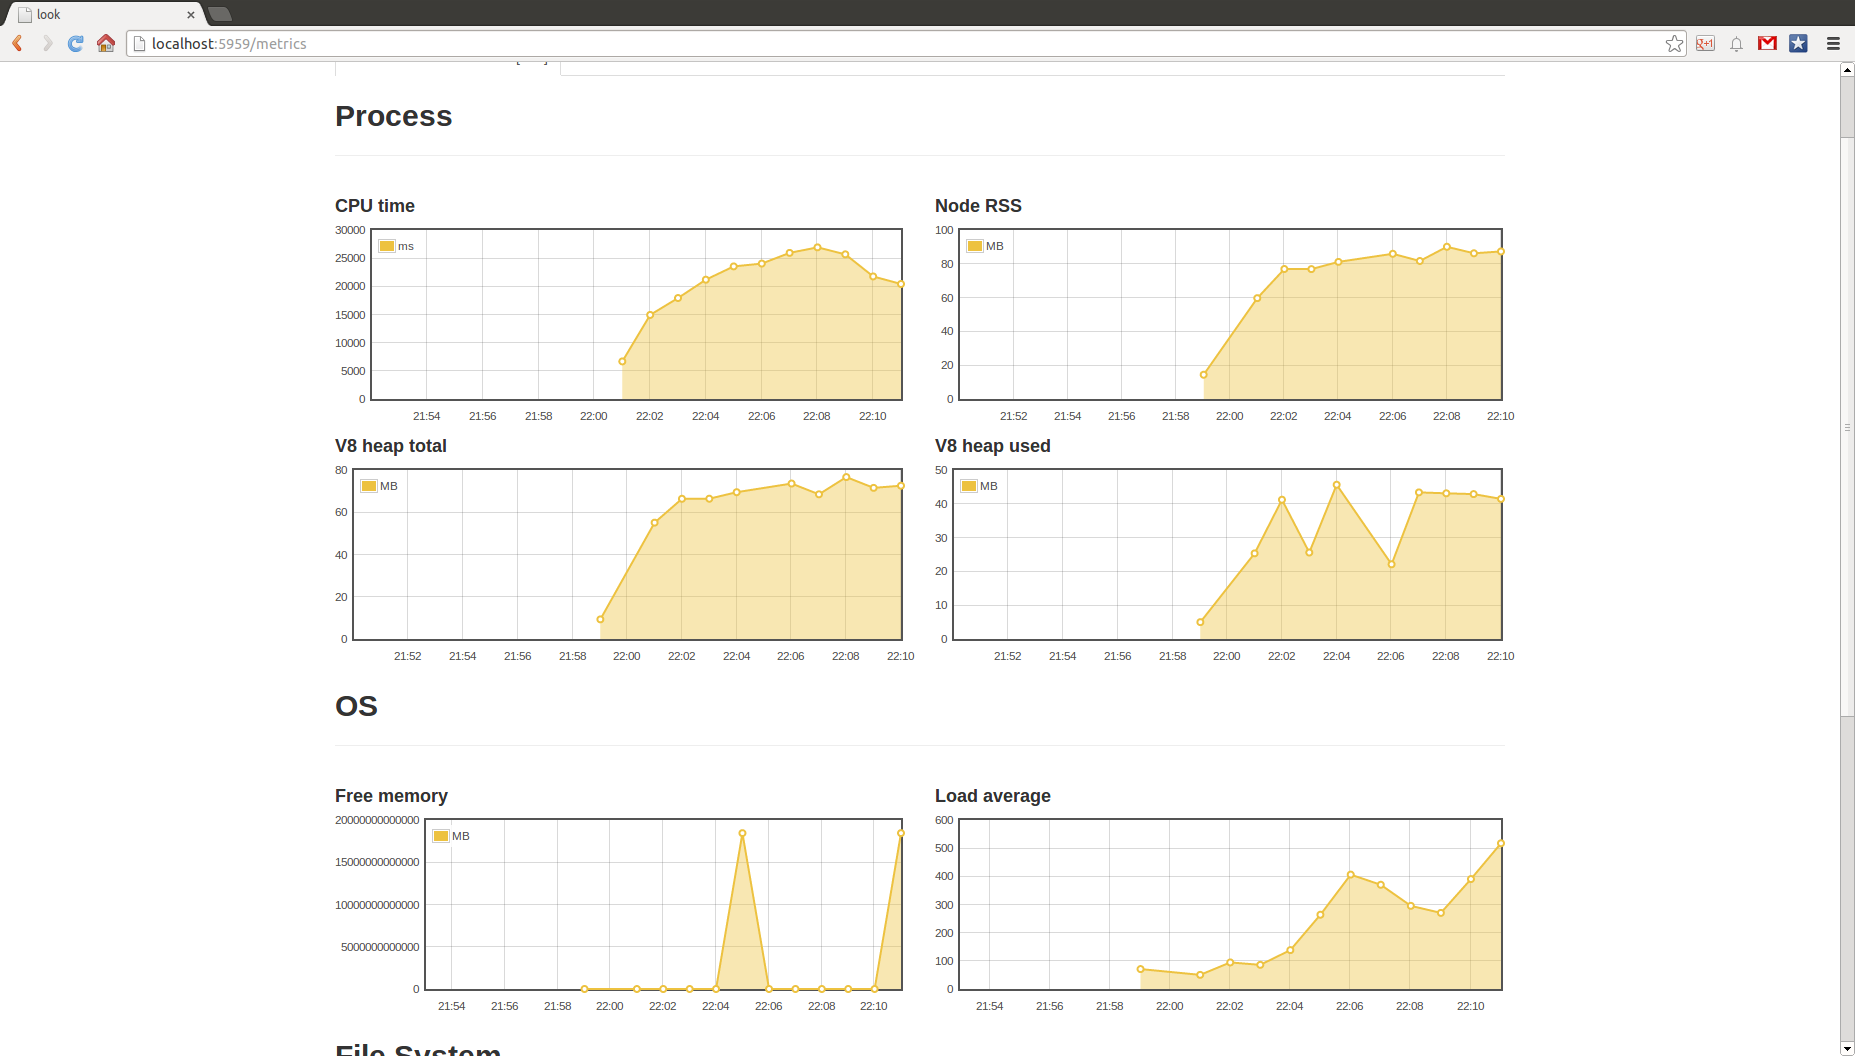 look
localhost:5959/metrics
Process
CPU time
30000
25000
20000
15000
10000
5000
0
ms
21:54 21:56 21:58 22:00 22:02 22:04 22:06 22:08 22:10
Node RSS
100
80
60
40
20
0
MB
21:52 21:54 21:56 21:58 22:00 22:02 22:04 22:06 22:08 22:10
V8 heap total
80
60
40
20
0
MB
21:52 21:54 21:56 21:58 22:00 22:02 22:04 22:06 22:08 22:10
V8 heap used
50
40
30
20
10
0
MB
21:52 21:54 21:56 21:58 22:00 22:02 22:04 22:06 22:08 22:10
OS
Free memory
20000000000000
15000000000000
10000000000000
5000000000000
0
MB
21:54 21:56 21:58 22:00 22:02 22:04 22:06 22:08 22:10
Load average
600
500
400
300
200
100
0
21:54 21:56 21:58 22:00 22:02 22:04 22:06 22:08 22:10
File System